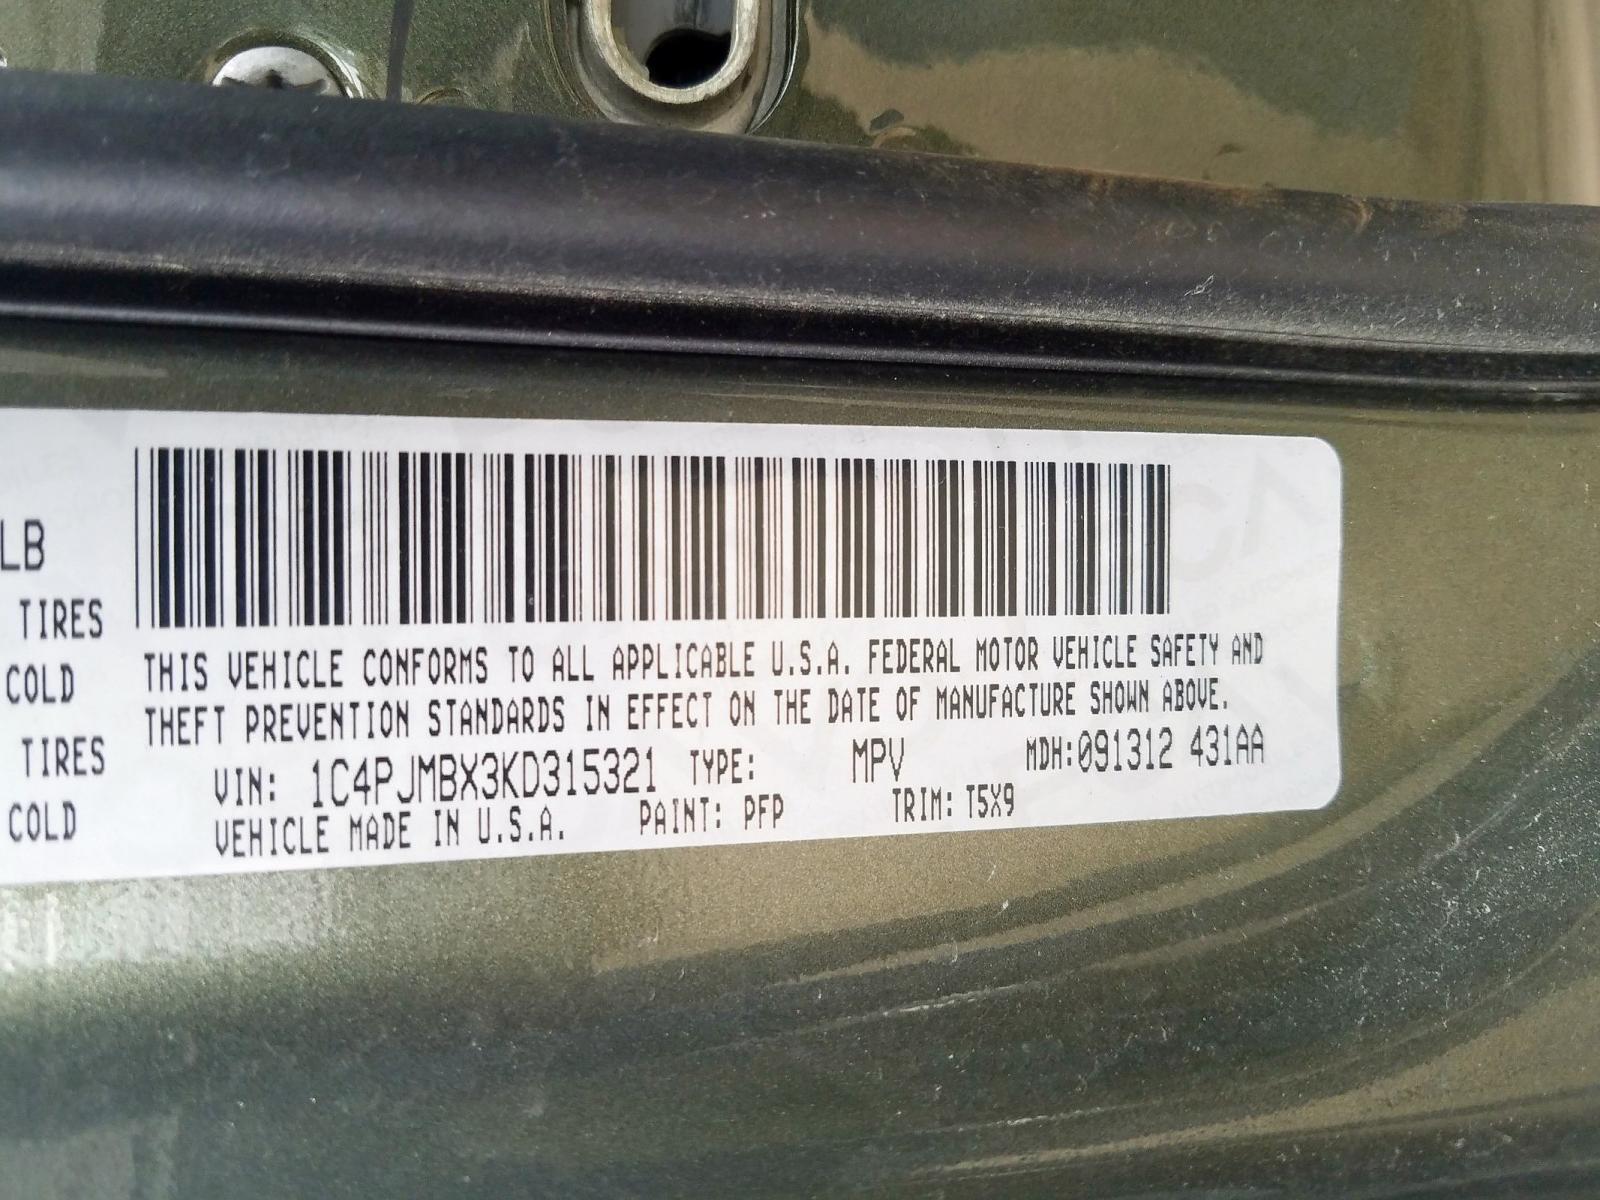 LB
TIRES
COLD
TIRES
COLD
THIS VEHICLE CONFORMS TO ALL APPLICABLE U.S.A. FEDERAL MOTOR VEHICLE SAFETY AND
THEFT PREVENTION STANDARDS IN EFFECT ON THE DATE OF MANUFACTURE SHOWN ABOVE.
VIN: 1C4PJMBX3KD315321 TYPE: MPV MDH:091312 431AA
VEHICLE MADE IN U.S.A. PAINT: PFP TRIM: T5X9